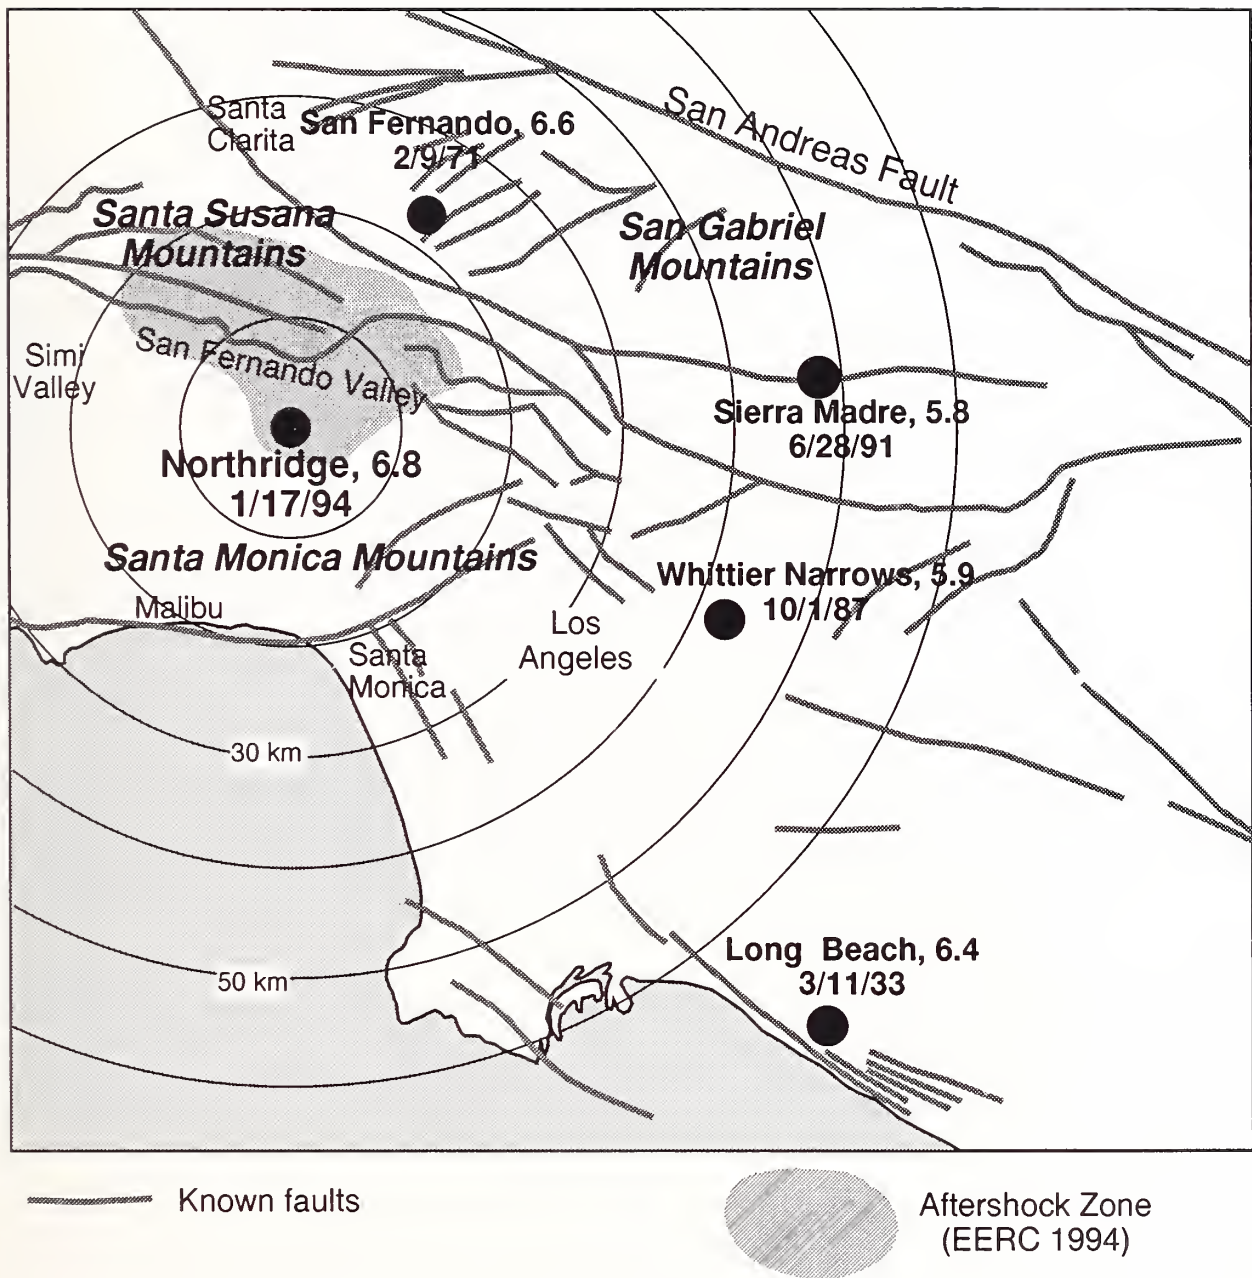 Santa
Clarita
San Fernando, 6.6
2/9/71
San Andreas Fault
Santa Susana
Mountains
San Gabriel
Mountains
Simi
Valley
San Fernando Valley
Sierra Madre, 5.8
6/28/91
Northridge, 6.8
1/17/94
Santa Monica Mountains
Whittier Narrows, 5.9
10/1/87
Malibu
Los
Angeles
Santa
Monica
30 km
50 km
Long Beach, 6.4
3/11/33
Known faults
Aftershock Zone
(EERC 1994)